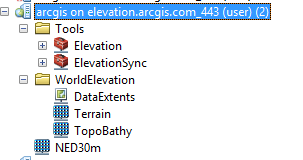 arcgis on elevation.arcgis.com_443 (user) (2)
Tools
Elevation
ElevationSync
WorldElevation
DataExtents
Terrain
TopoBathy
NED30m